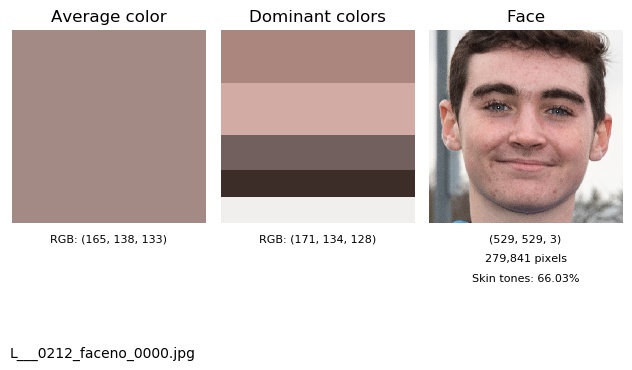 Average color
Dominant colors
Face
RGB: (165, 138, 133)
RGB: (171, 134, 128)
(529, 529, 3)
279,841 pixels
Skin tones: 66.03%
L___0212_faceno_0000.jpg